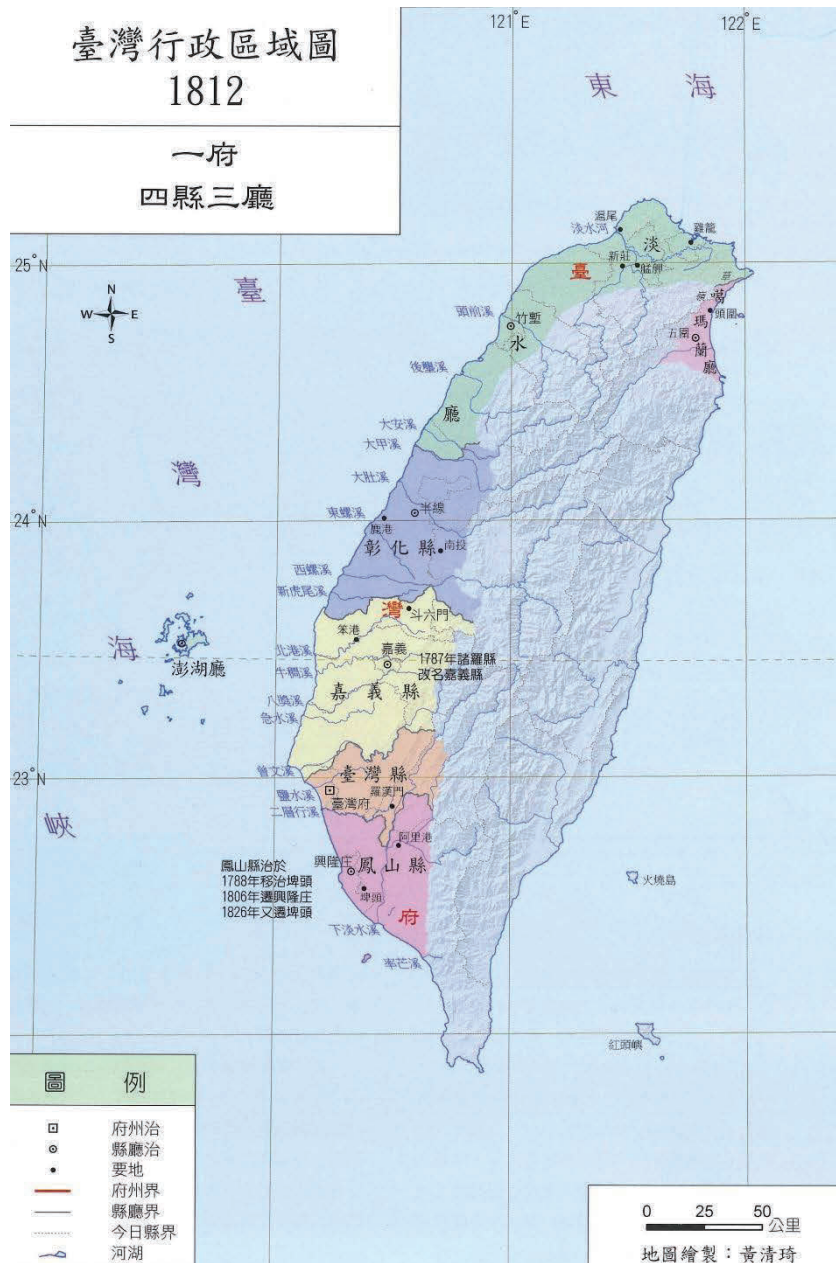 臺灣行政區域圖
1812
一府
四縣三廳
121°E
122°E
東海
滬尾
淡水河
淡
雞籠
新莊
艋舺
25°N
臺
臺
N
W
E
S
頭前溪
竹塹
水
噶
瑪
蘭
廳
頭圍
五圍
後壠溪
廳
大安溪
大甲溪
灣
大肚溪
24°N
東螺溪
半線
鹿港
彰化縣
南投
西螺溪
新虎尾溪
灣
斗六門
笨港
海
澎湖廳
北港溪
嘉義
1787年諸羅縣
改名嘉義縣
牛稠溪
嘉義縣
八獎溪
急水溪
23°N
曾文溪
臺灣縣
鹽水溪
臺灣府
羅漢門
二層行溪
峽
阿里港
興隆庄
鳳山縣
鳳山縣治於
1788年移治埤頭
1806年遷興隆庄
1826年又遷埤頭
埤頭
府
火燒島
下淡水溪
率芒溪
紅頭嶼
圖例
府州治
縣廳治
要地
府州界
縣廳界
今日縣界
河湖
0 25 50
公里
地圖繪製：黃清琦